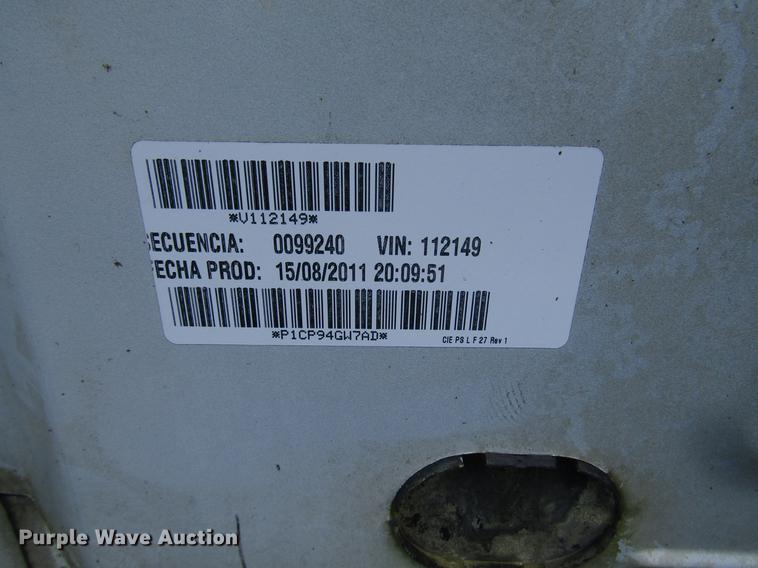 *V112149*
SECUENCIA: 0099240 VIN: 112149
FECHA PROD: 15/08/2011 20:09:51
*P1CP94GW7AD*
CIE PS L F 27 Rev 1
Purple Wave Auction